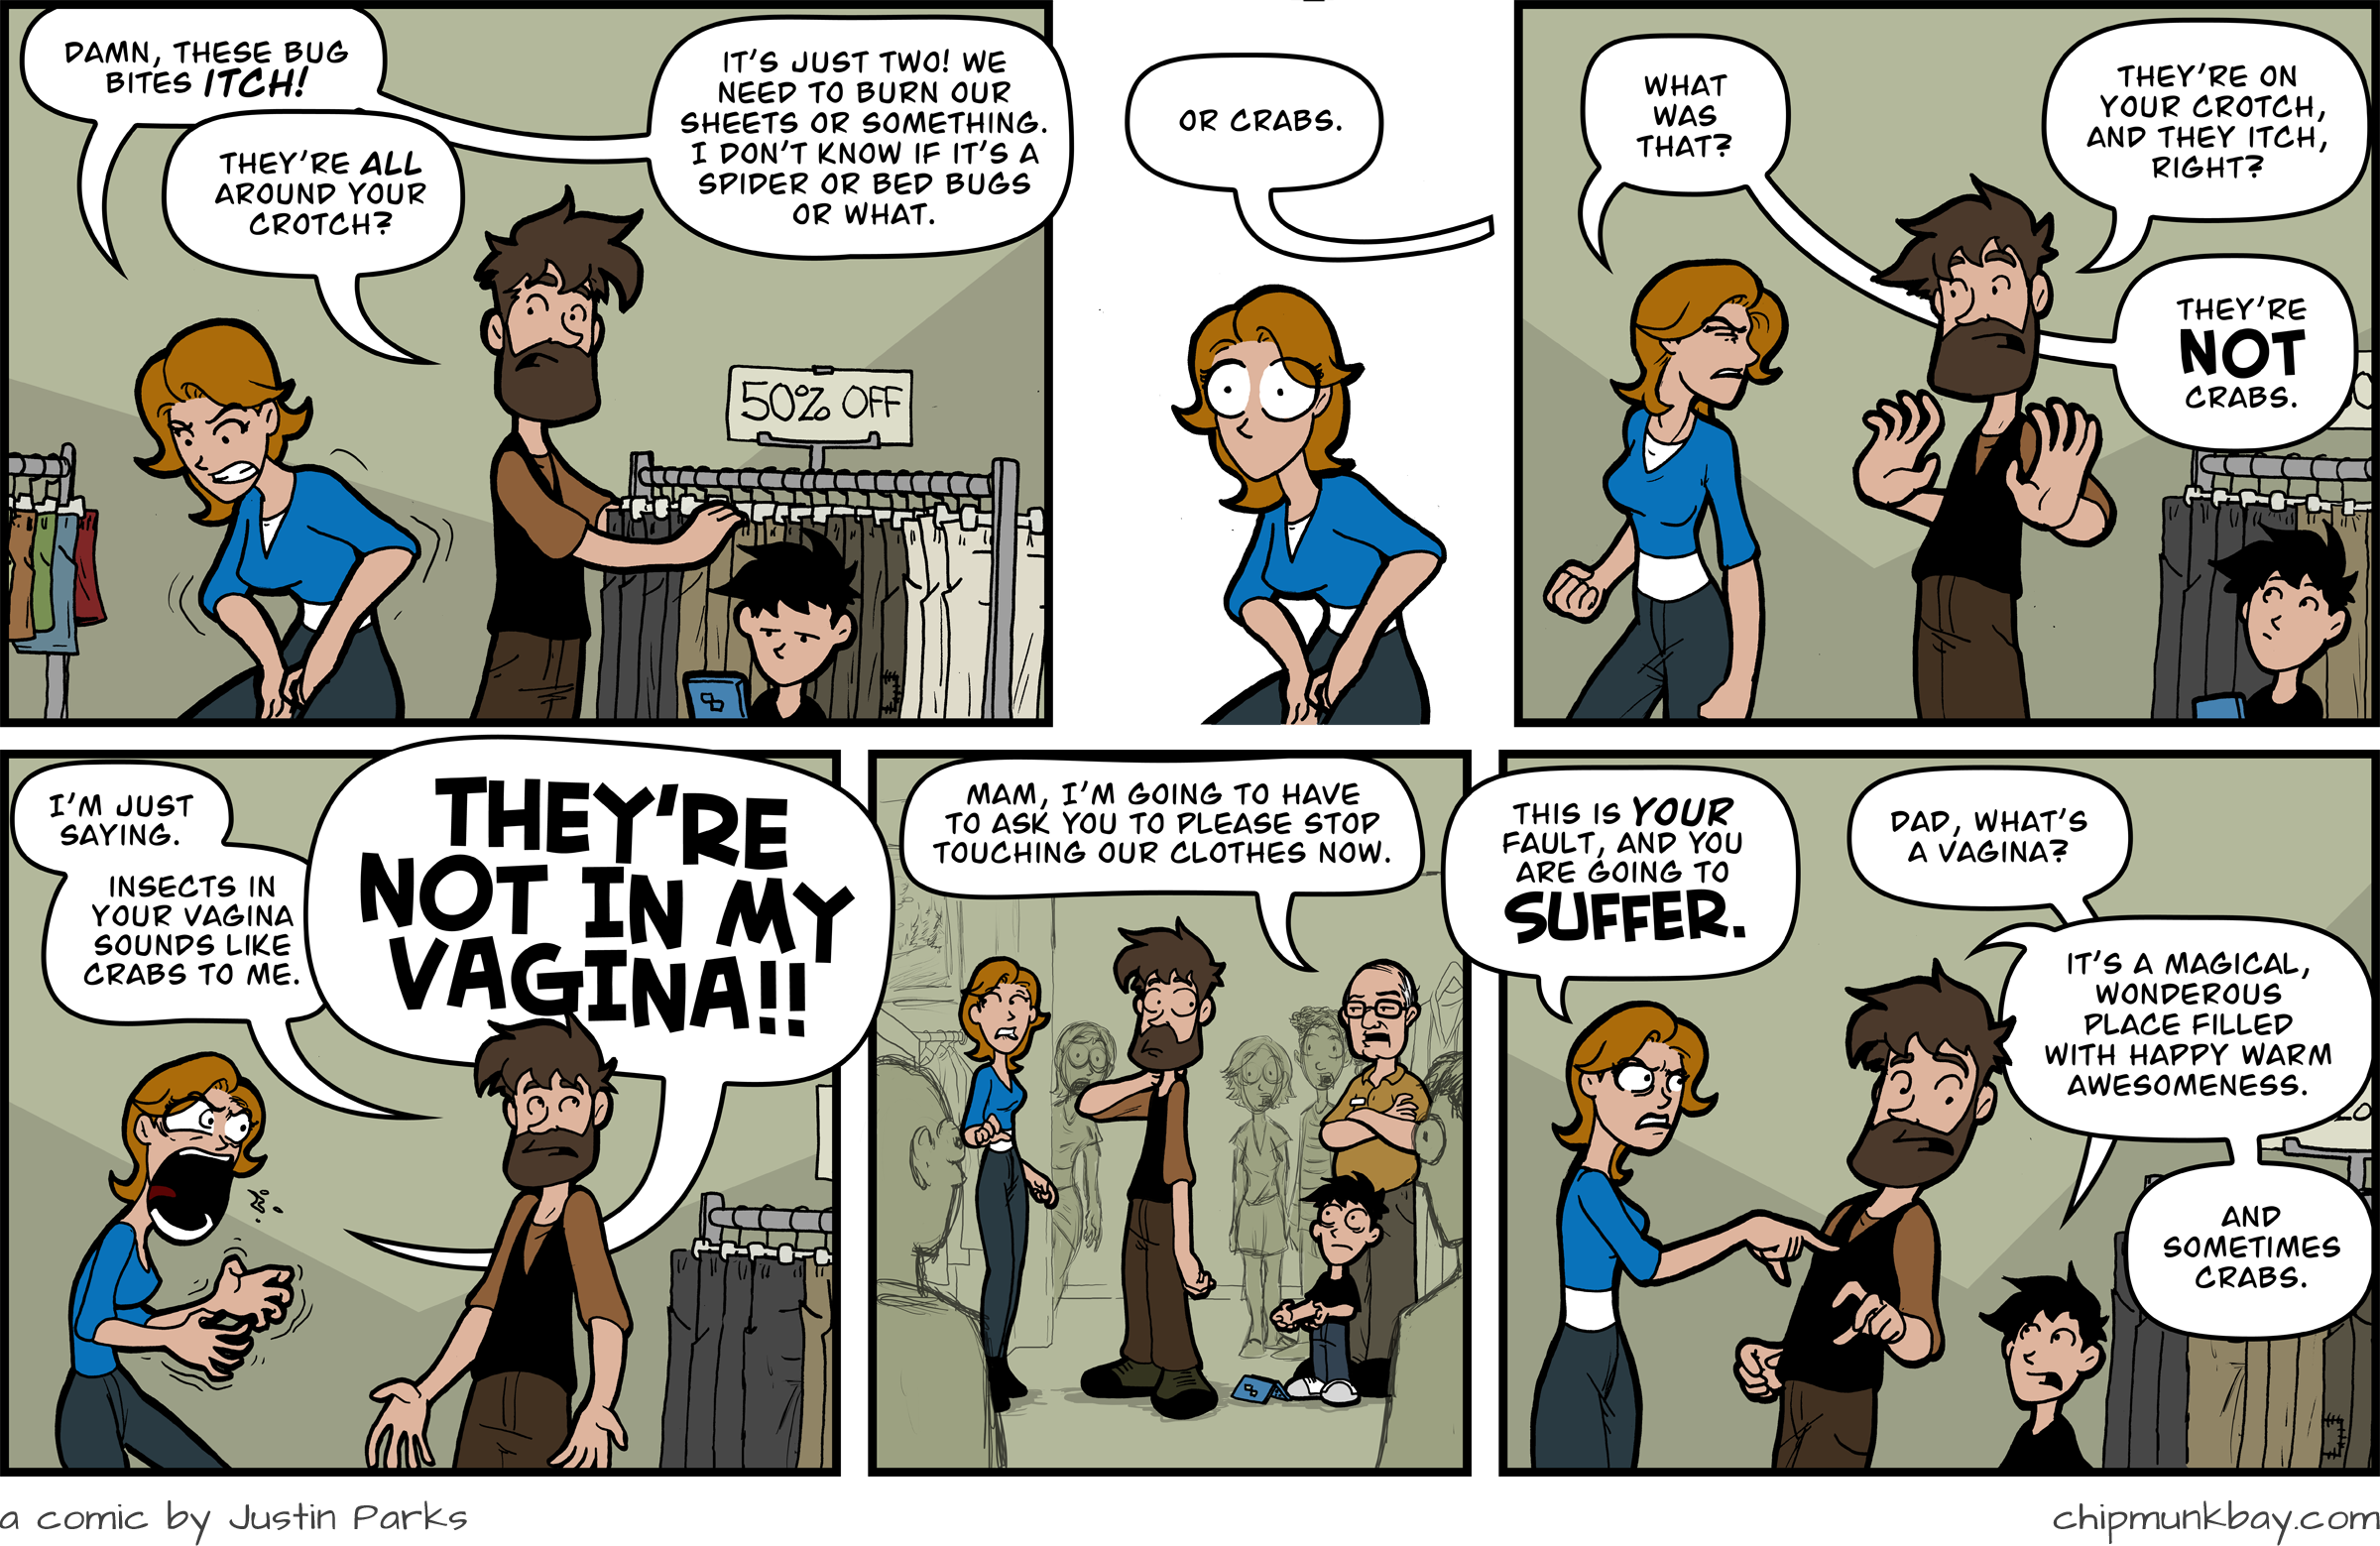 DAMN, THESE BUG
BITES ITCH!
THEY'RE ALL
AROUND YOUR
CROTCH?
IT'S JUST TWO! WE
NEED TO BURN OUR
SHEETS OR SOMETHING.
I DON'T KNOW IF IT'S A
SPIDER OR BED BUGS
OR WHAT.
50% OFF
OR CRABS.
WHAT
WAS
THAT?
THEY'RE ON
YOUR CROTCH,
AND THEY ITCH,
RIGHT?
THEY'RE
NOT
CRABS.
I'M JUST
SAYING.
INSECTS IN
YOUR VAGINA
SOUNDS LIKE
CRABS TO ME.
THEY'RE
NOT IN MY
VAGINA!!
MAM, I'M GOING TO HAVE
TO ASK YOU TO PLEASE STOP
TOUCHING OUR CLOTHES NOW.
THIS IS YOUR
FAULT, AND YOU
ARE GOING TO
SUFFER.
DAD, WHAT'S
A VAGINA?
IT'S A MAGICAL,
WONDEROUS
PLACE FILLED
WITH HAPPY WARM
AWESOMENESS.
AND
SOMETIMES
CRABS.
a comic by Justin Parks
chipmunkbay.com